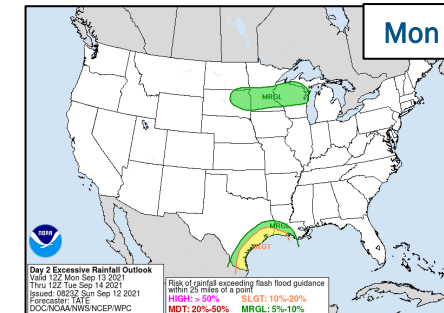 Mon
MRGL
MRGL
SLGT
NOAA
Day 2 Excessive Rainfall Outlook
Valid 12Z Mon Sep 13 2021
Thru 12Z Tue Sep 14 2021
Issued: 0823Z Sun Sep 12 2021
Forecaster: TATE
DOC/NOAA/NWS/NCEP/WPC
Risk of rainfall exceeding flash flood guidance
within 25 miles of a point
HIGH: > 50% SLGT: 10%-20%
MDT: 20%-50% MRGL: 5%-10%